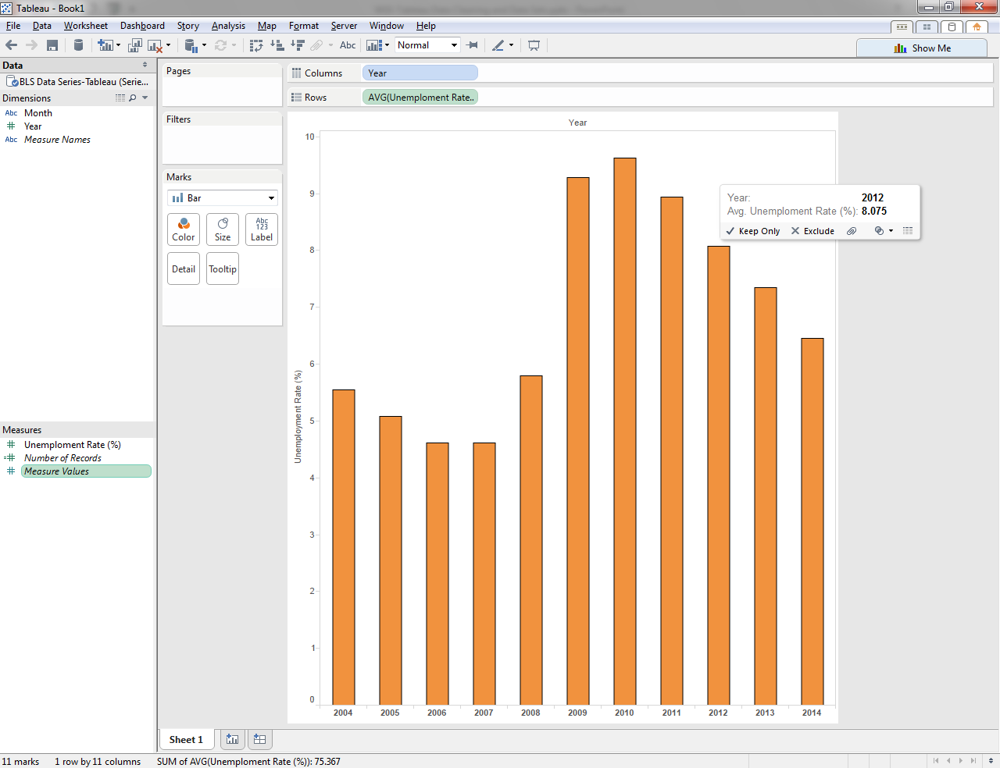 Tableau - Book1
File Data Worksheet Dashboard Story Analysis Map Format Server Window Help
Abc Normal
Show Me
Data
BLS Data Series-Tableau (Serie...
Dimensions
Abc Month
# Year
Abc Measure Names
Measures
# Unemploment Rate (%)
=# Number of Records
# Measure Values
Pages
Filters
Marks
Bar
Color Size Abc 123 Label
Detail Tooltip
Columns Year
Rows AVG(Unemploment Rate..
Year
10
9
8
7
6
5
4
3
2
1
0
Unemployment Rate (%)
Year: 2012
Avg. Unemploment Rate (%): 8.075
Keep Only Exclude
2004 2005 2006 2007 2008 2009 2010 2011 2012 2013 2014
Sheet 1
11 marks 1 row by 11 columns SUM of AVG(Unemploment Rate (%)): 75.367